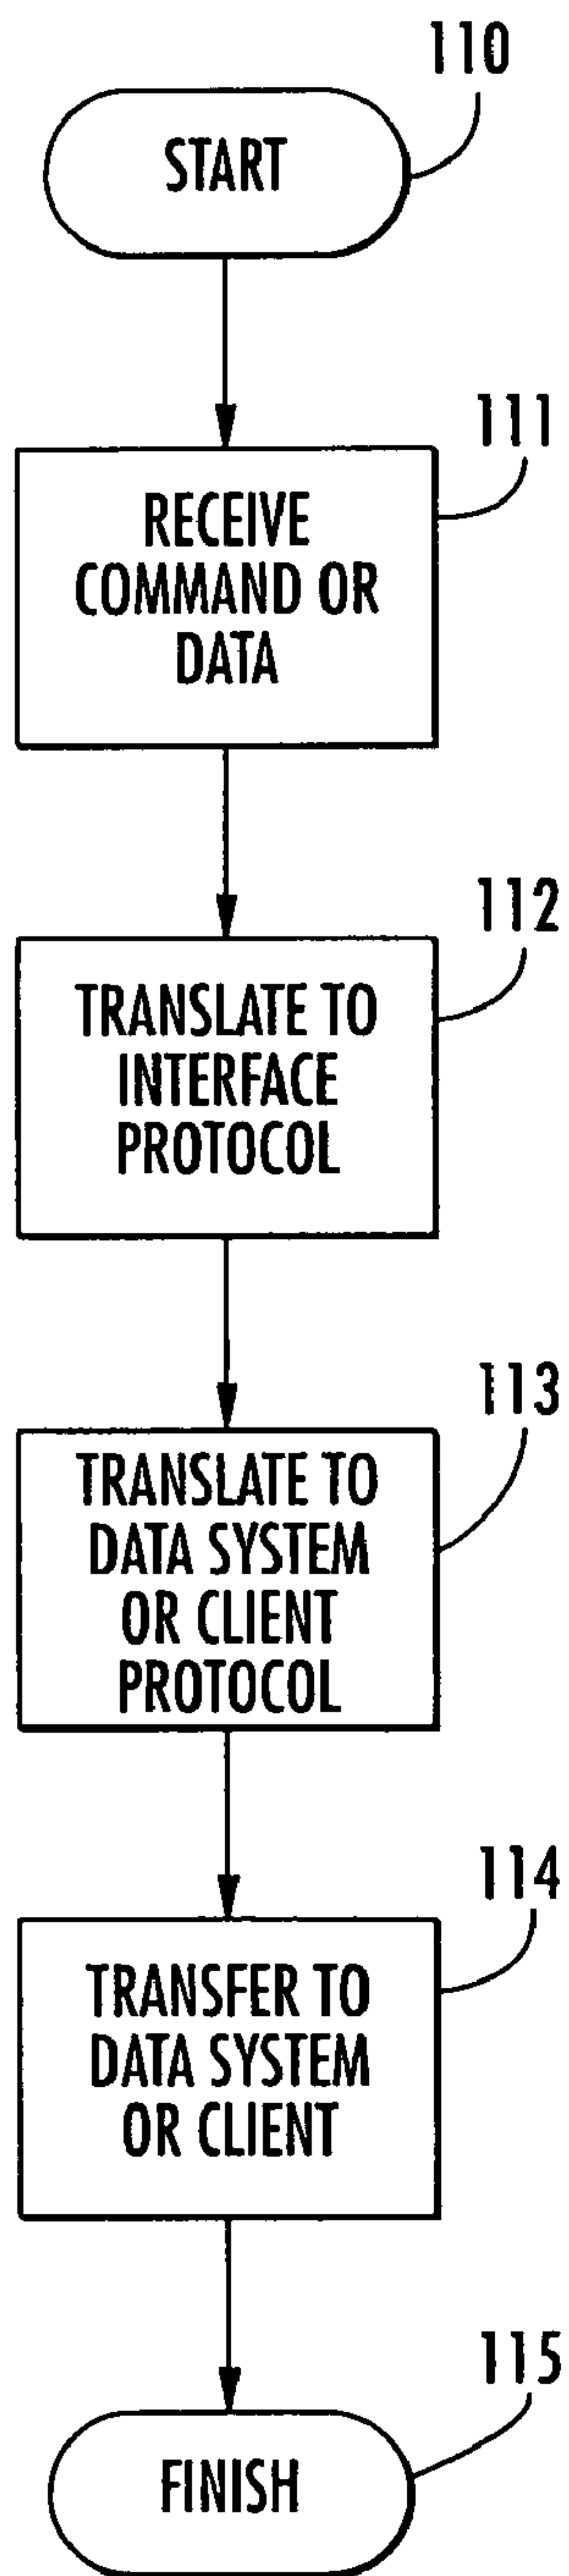 110
START
111
RECEIVE
COMMAND OR
DATA
112
TRANSLATE TO
INTERFACE
PROTOCOL
113
TRANSLATE TO
DATA SYSTEM
OR CLIENT
PROTOCOL
114
TRANSFER TO
DATA SYSTEM
OR CLIENT
115
FINISH